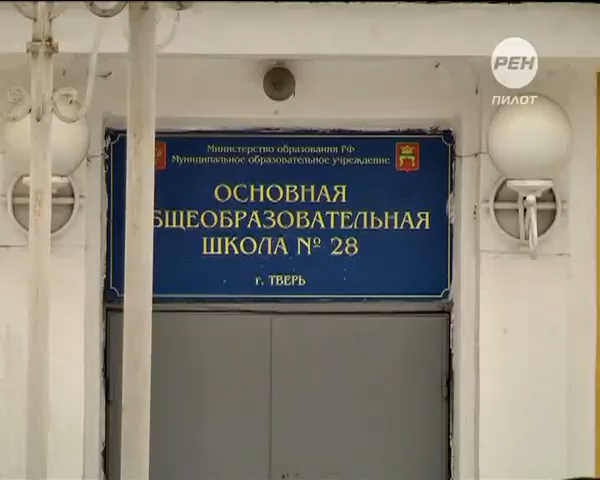 РЕН
ПИЛОТ
Министерство образования РФ
Муниципальное образовательное учреждение
ОСНОВНАЯ
БЩЕОБРАЗОВАТЕЛЬНАЯ
ШКОЛА № 28
г. ТВЕРЬ